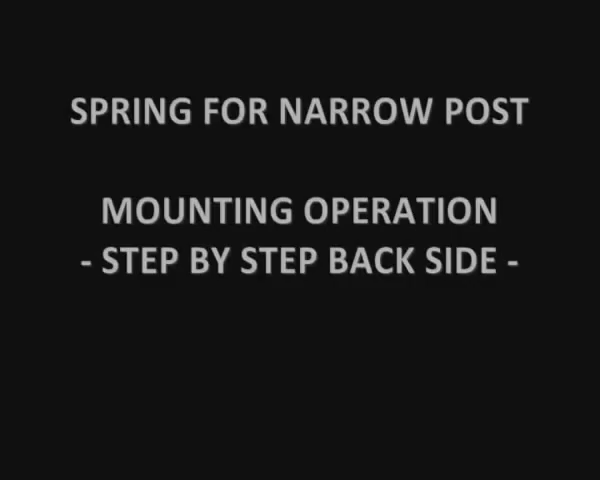 SPRING FOR NARROW POST
MOUNTING OPERATION
- STEP BY STEP BACK SIDE -